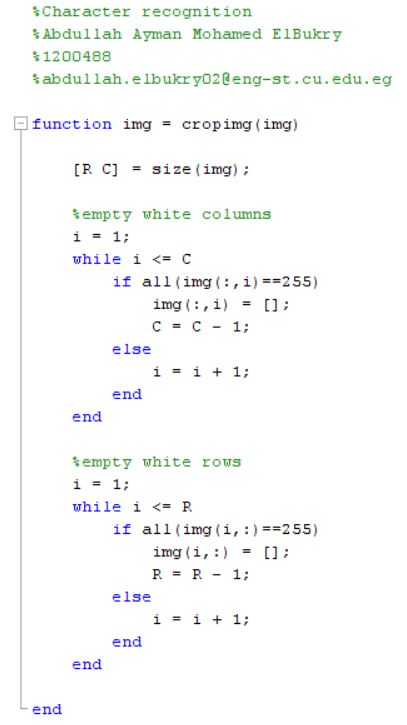 %Character recognition
%Abdullah Ayman Mohamed ElBukry
%1200488
%abdullah.elbukry02@eng-st.cu.edu.eg
function img = cropimg(img)
[R C] = size(img);
%empty white columns
i = 1;
while i <= C
if all(img(:,i)==255)
img(:,i) = [];
C = C - 1;
else
i = i + 1;
end
end
%empty white rows
i = 1;
while i <= R
if all(img(i,:)==255)
img(i,:) = [];
R = R - 1;
else
i = i + 1;
end
end
end